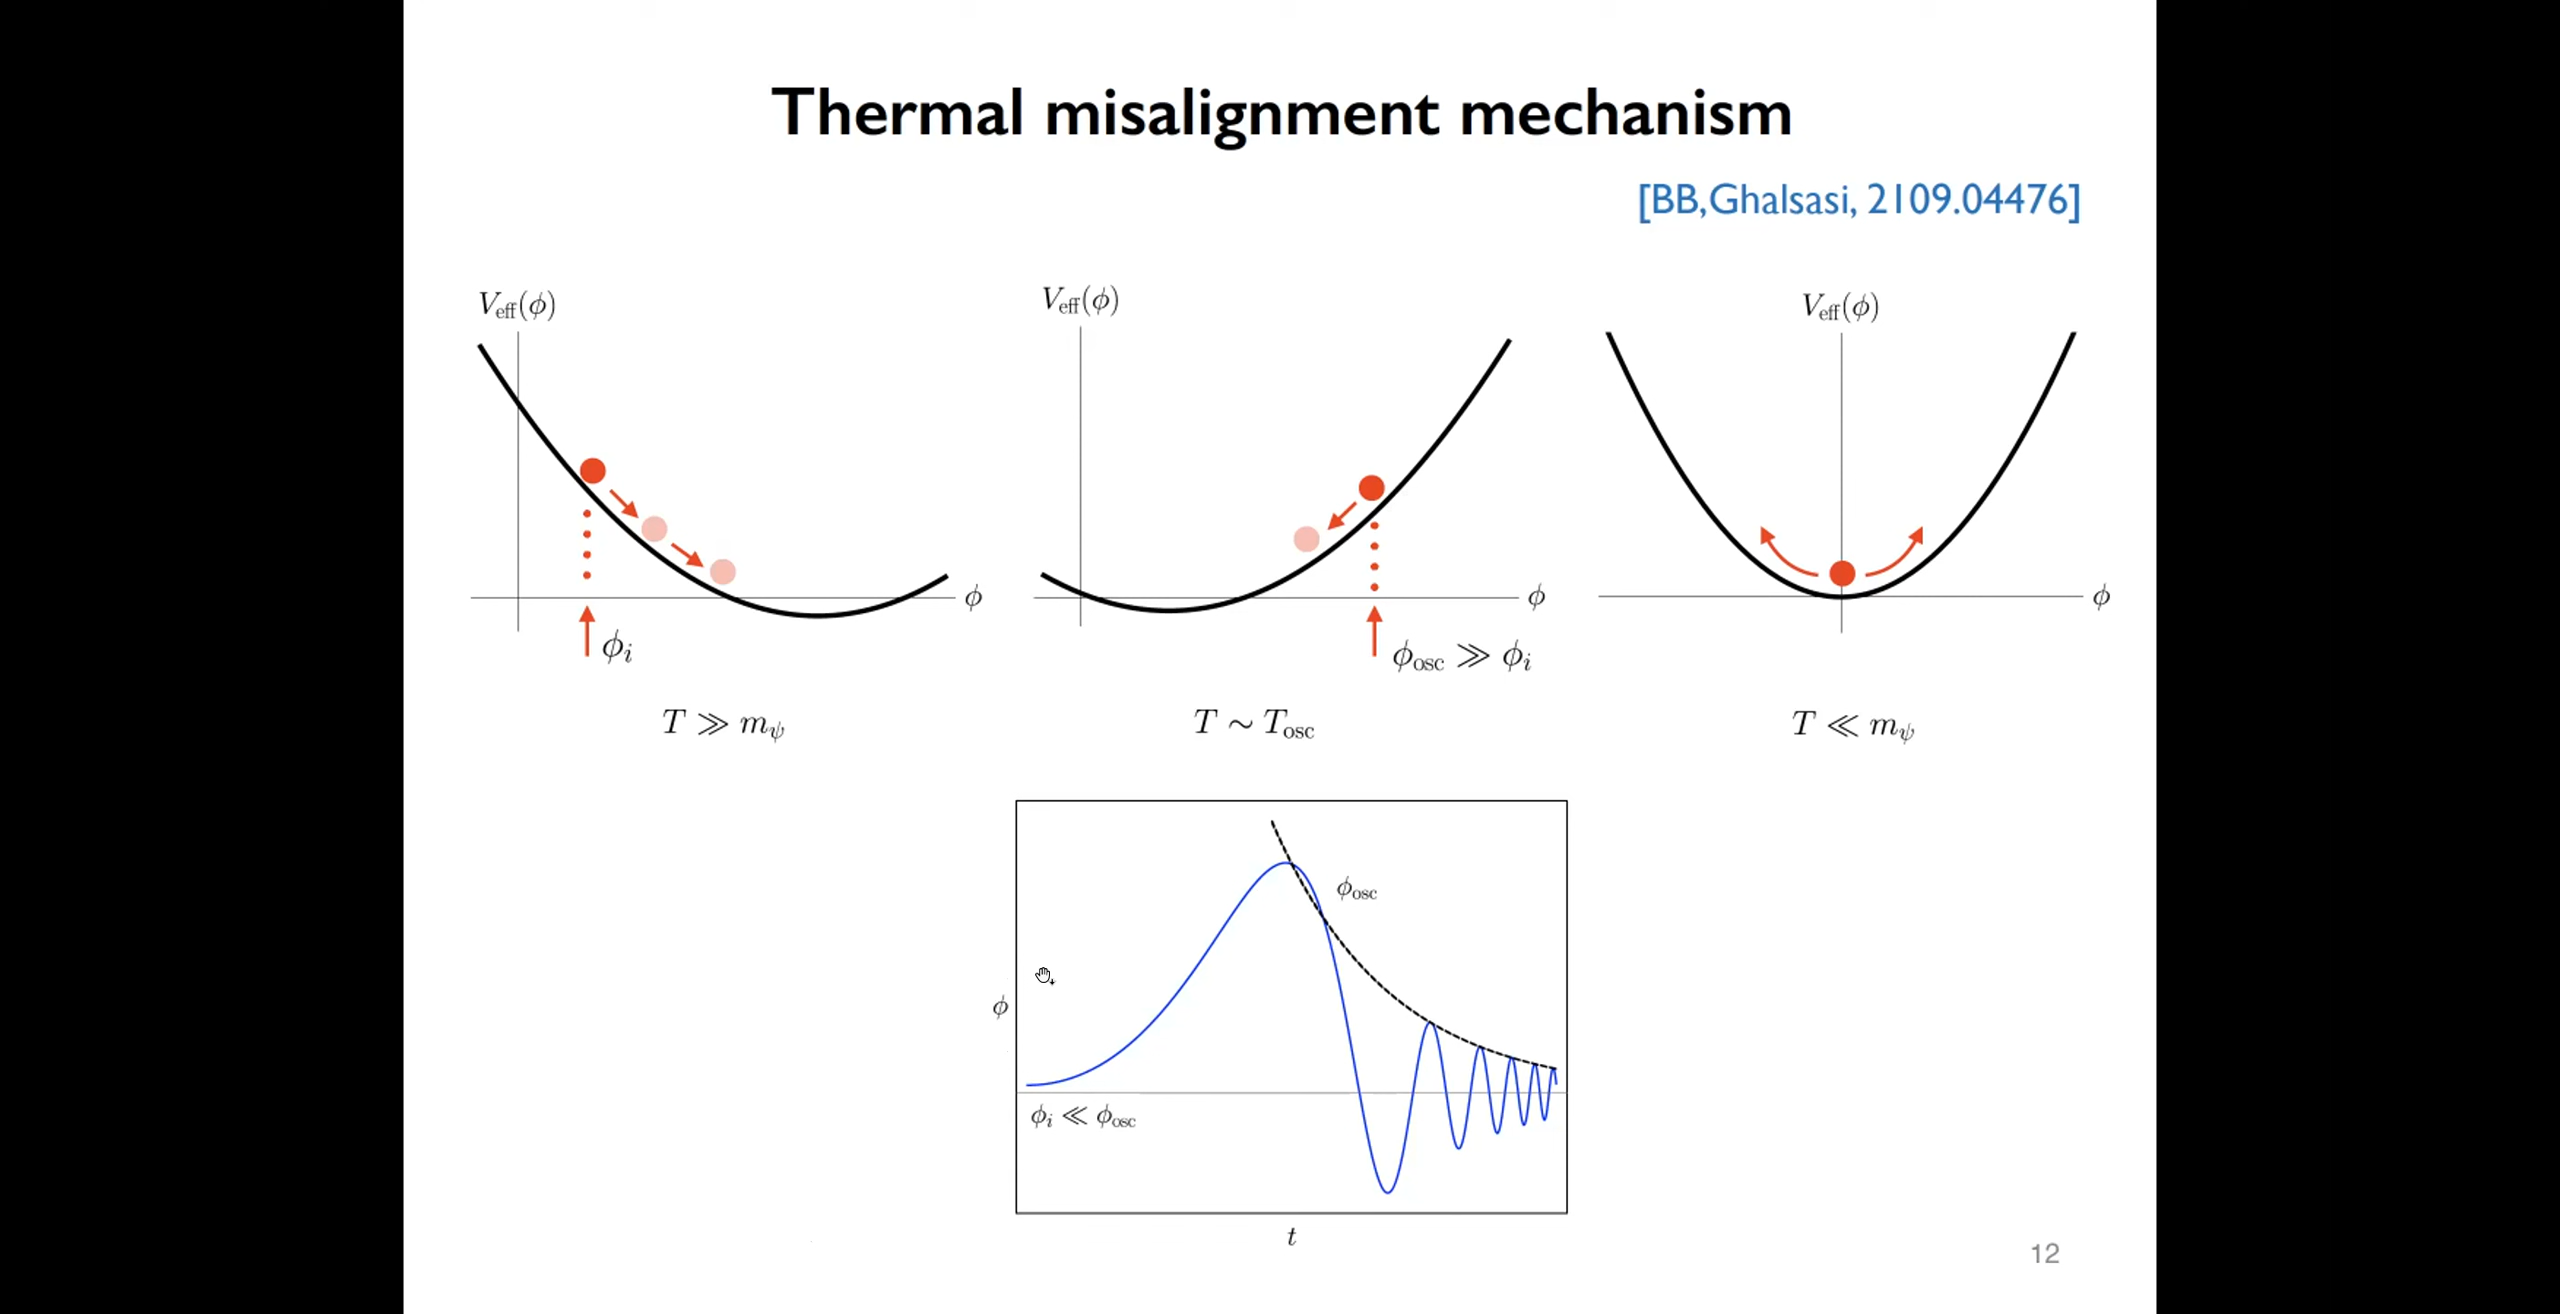 Thermal misalignment mechanism
[BB,Ghalsasi, 2109.04476]
V_eff(ϕ)
V_eff(ϕ)
V_eff(ϕ)
ϕ
ϕ
ϕ
ϕ_i
ϕ_osc ≫ ϕ_i
T ≫ m_ψ
T ∼ T_osc
T ≪ m_ψ
ϕ_osc
ϕ
ϕ_i ≪ ϕ_osc
t
12